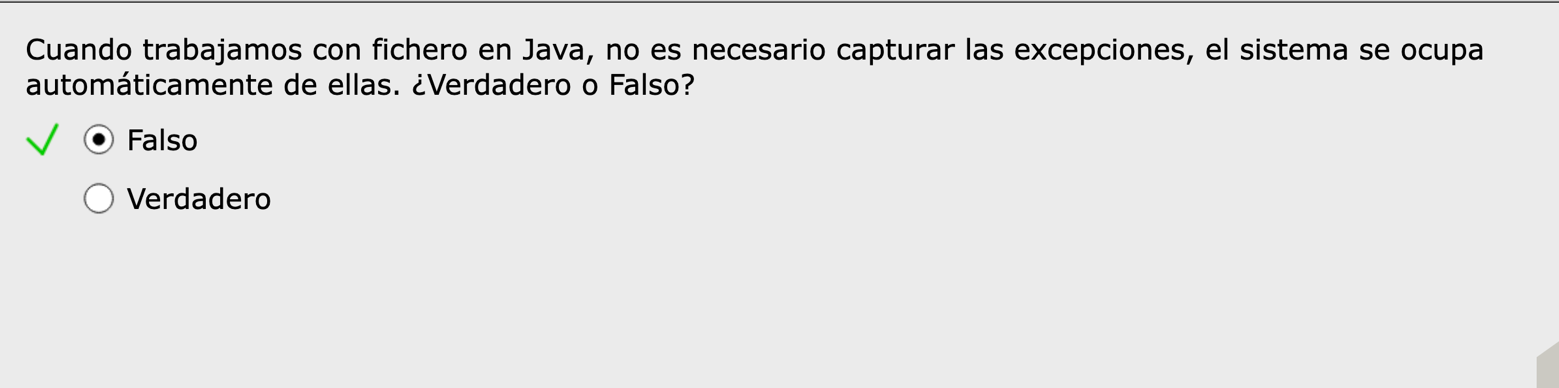 Cuando trabajamos con fichero en Java, no es necesario capturar las excepciones, el sistema se ocupa
automáticamente de ellas. ¿Verdadero o Falso?
Falso
Verdadero